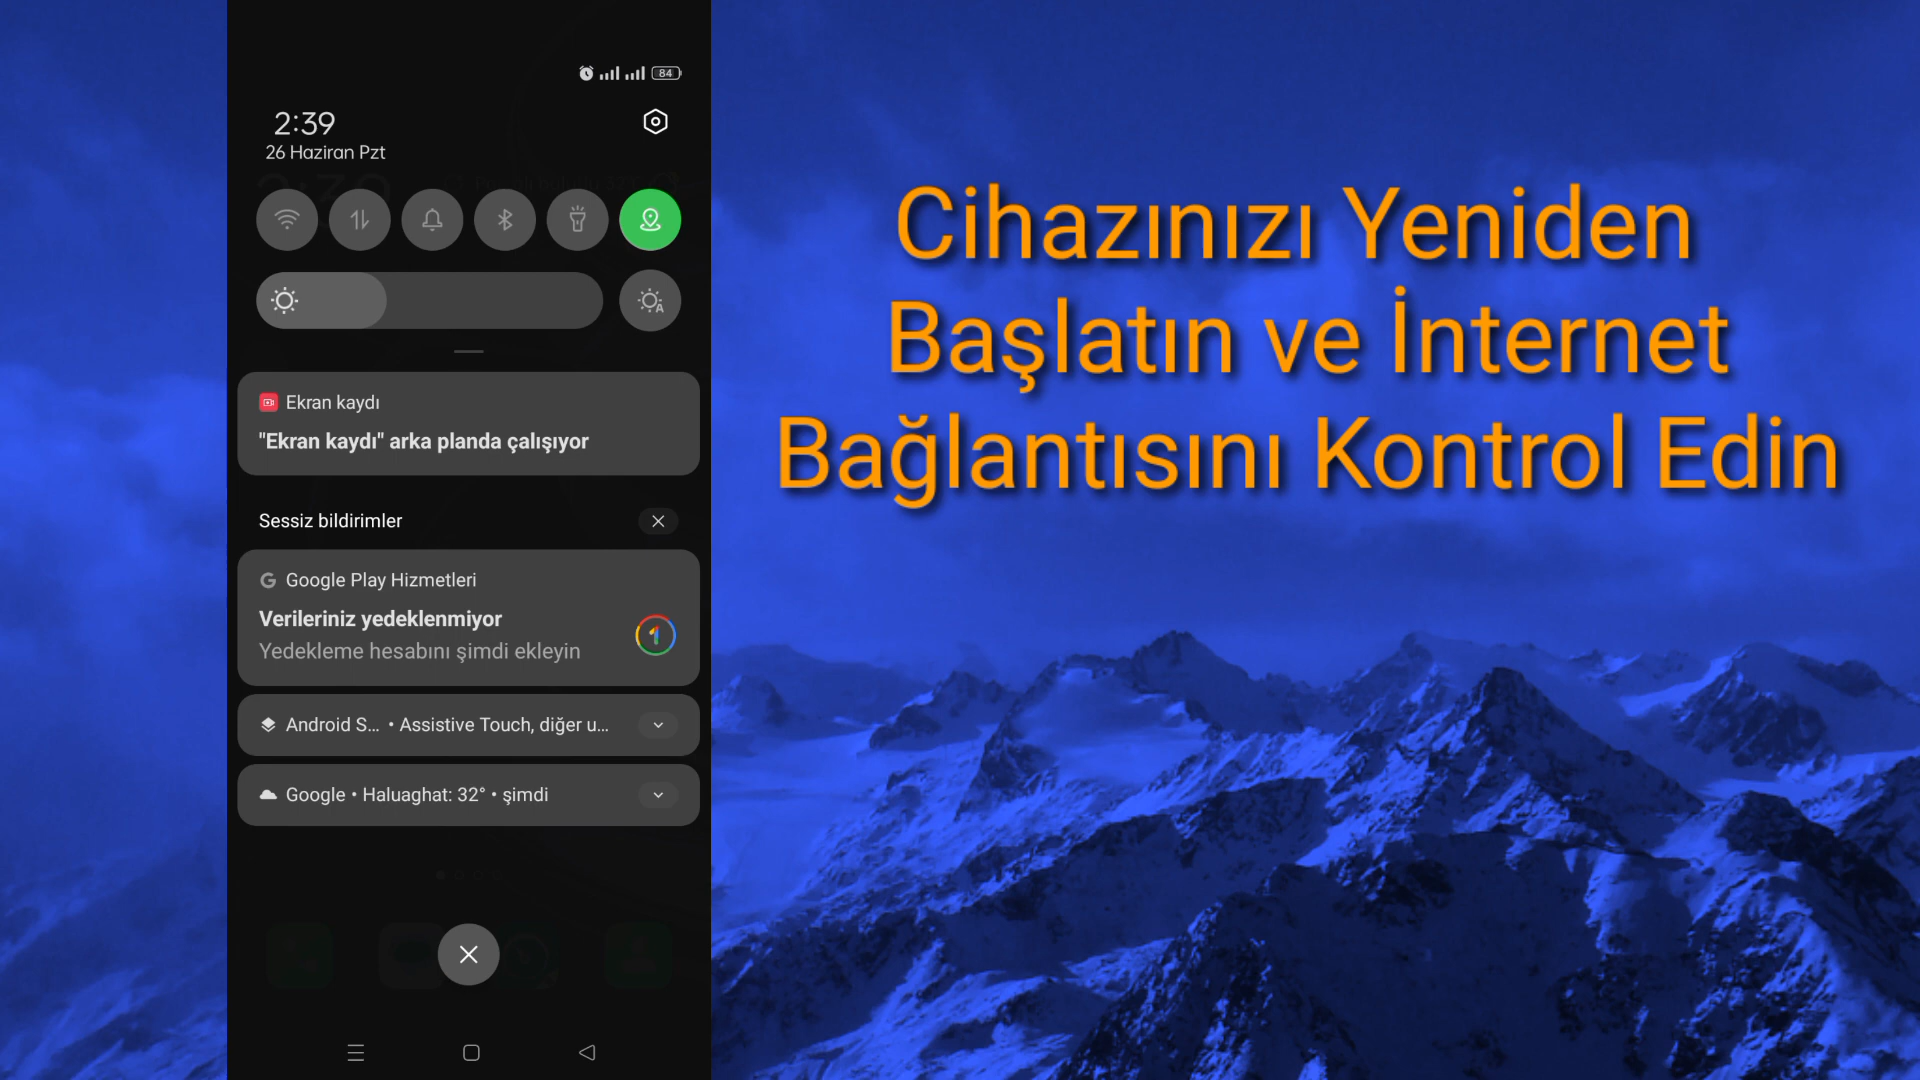 84
2:39
26 Haziran Pzt
Ekran kaydı
"Ekran kaydı" arka planda çalışıyor
Sessiz bildirimler
Google Play Hizmetleri
Verileriniz yedeklenmiyor
Yedekleme hesabını şimdi ekleyin
Android S... • Assistive Touch, diğer u...
Google • Haluaghat: 32° • şimdi
Cihazınızı Yeniden
Başlatın ve İnternet
Bağlantısını Kontrol Edin